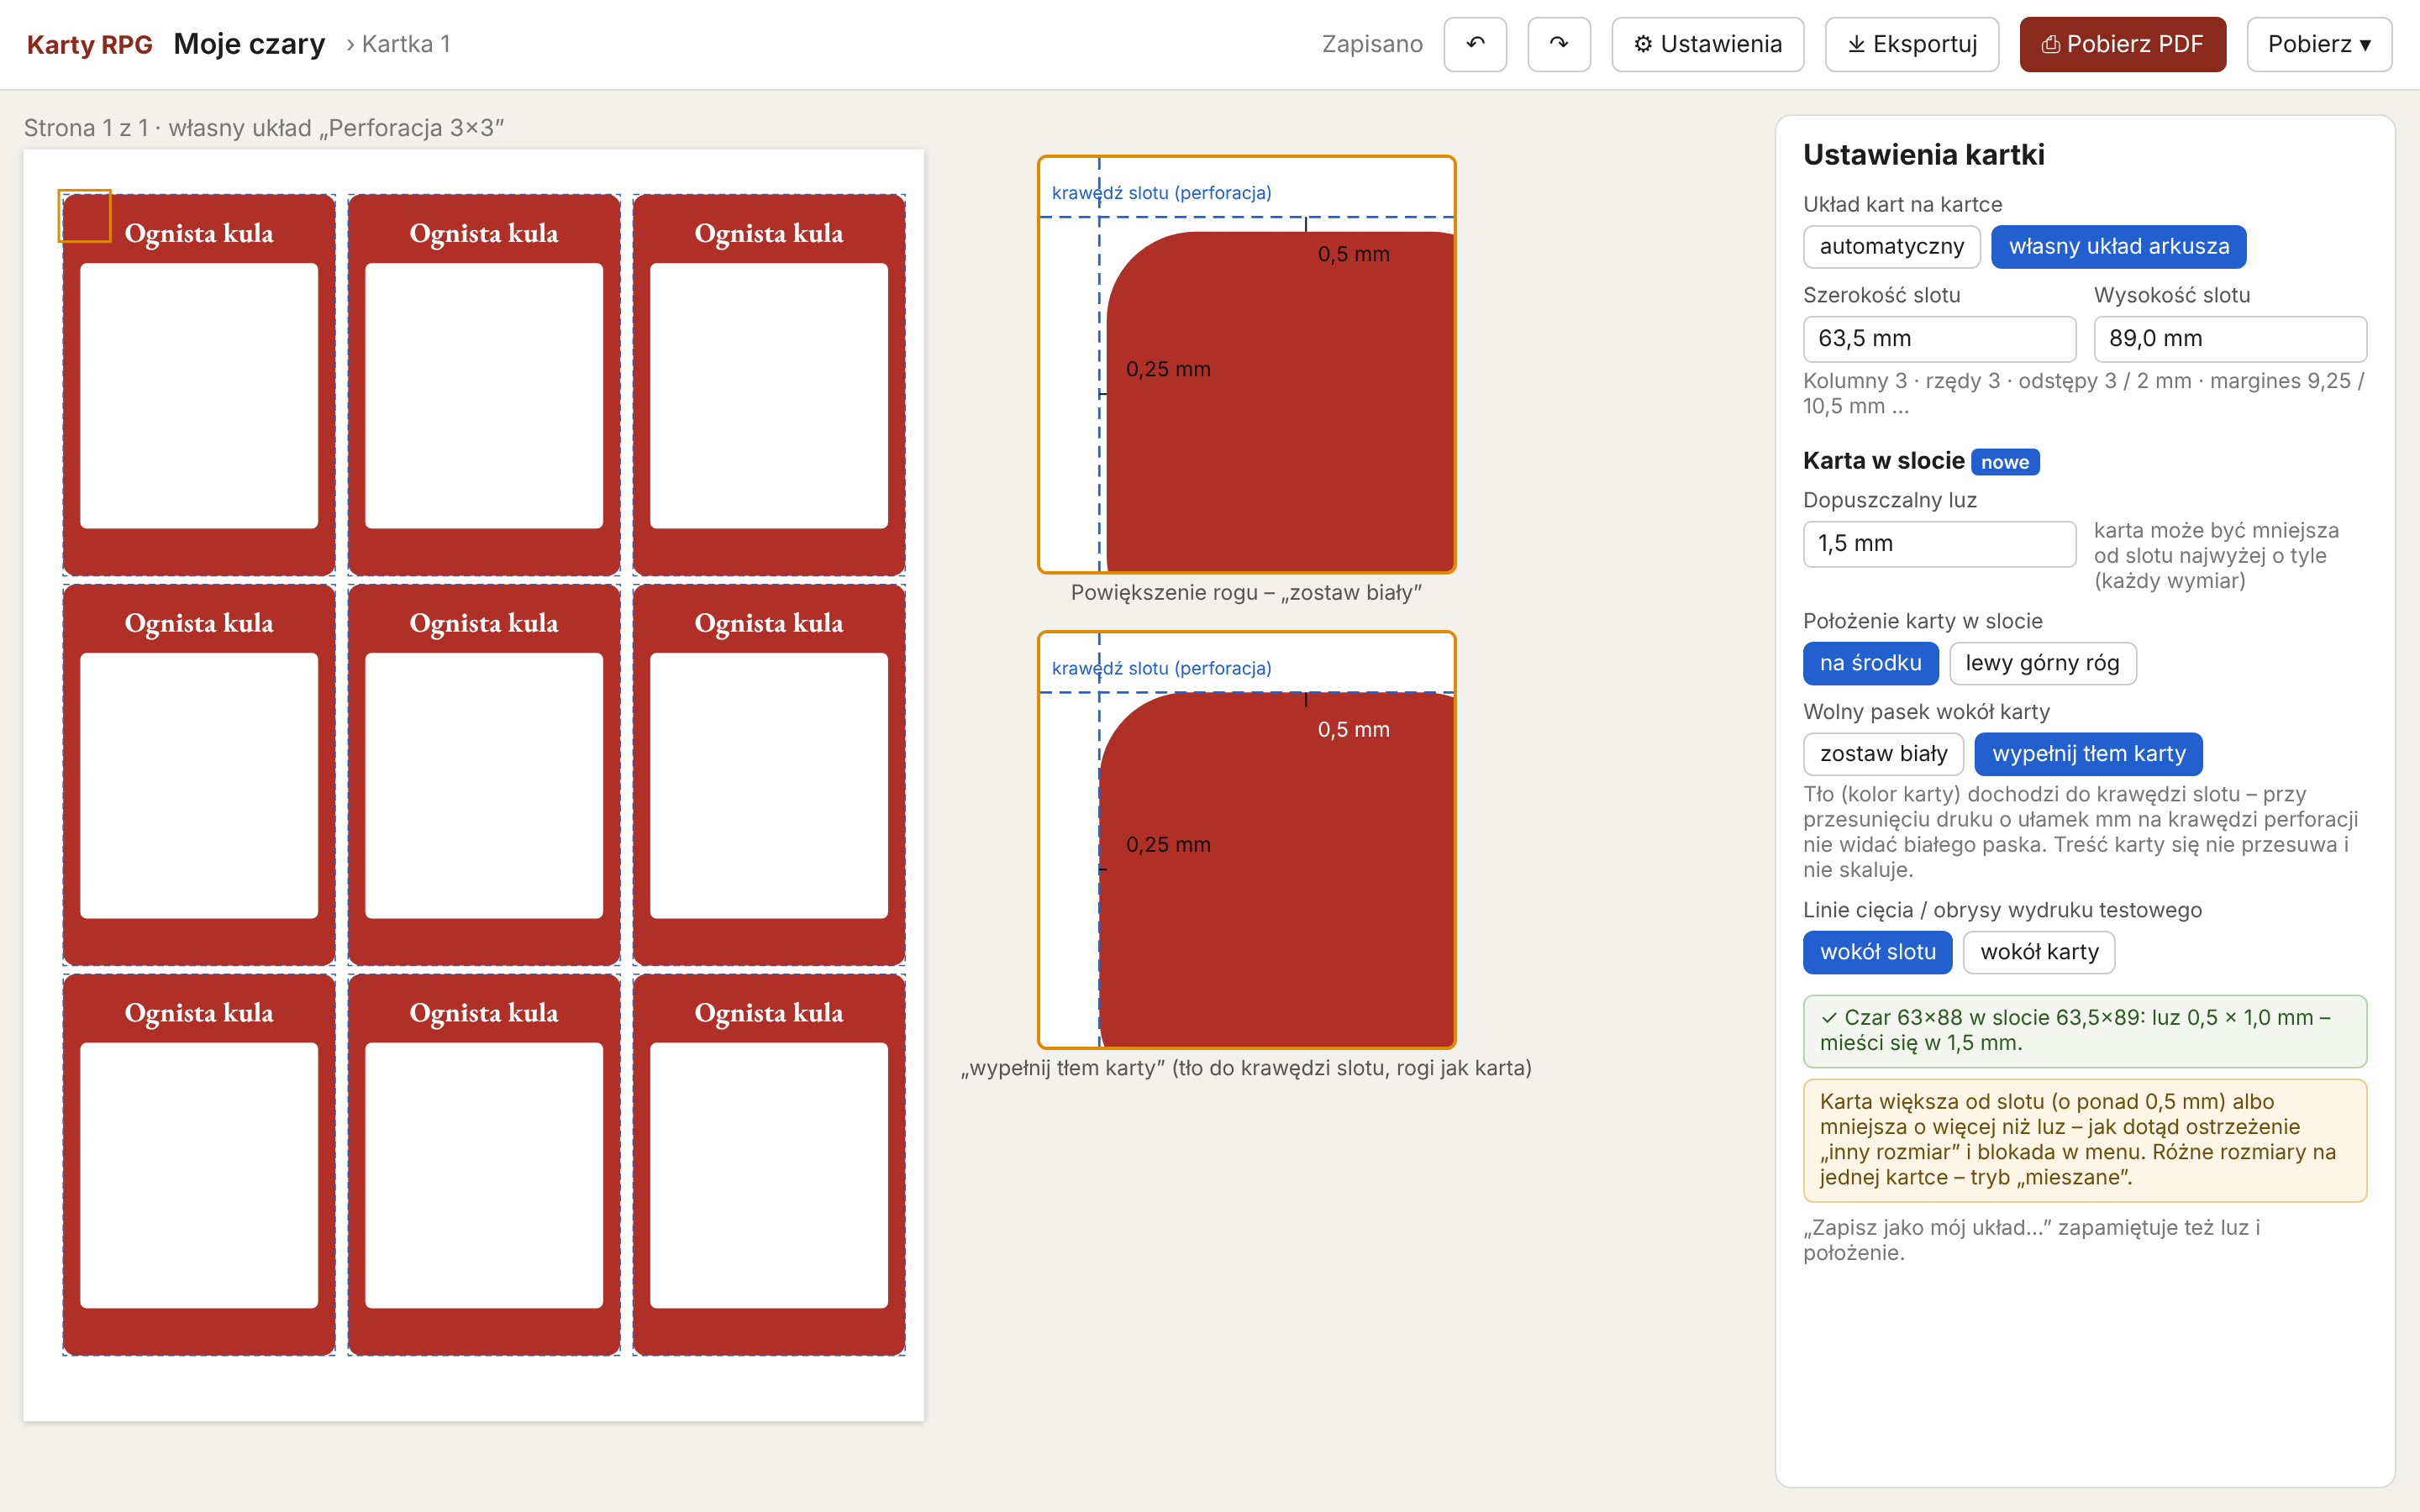 Karty RPG Moje czary › Kartka 1 Zapisano ↶ ↷ ⚙ Ustawienia Eksportuj ⎙ Pobierz PDF Pobierz ▾
Strona 1 z 1 · własny układ „Perforacja 3×3”
Ognista kula Ognista kula Ognista kula
Ognista kula Ognista kula Ognista kula
Ognista kula Ognista kula Ognista kula
krawędź slotu (perforacja)
0,5 mm
0,25 mm
Powiększenie rogu – „zostaw biały”
krawędź slotu (perforacja)
0,5 mm
0,25 mm
„wypełnij tłem karty” (tło do krawędzi slotu, rogi jak karta)
Ustawienia kartki
Układ kart na kartce
automatyczny własny układ arkusza
Szerokość slotu Wysokość slotu
63,5 mm 89,0 mm
Kolumny 3 · rzędy 3 · odstępy 3 / 2 mm · margines 9,25 /
10,5 mm ...
Karta w slocie nowe
Dopuszczalny luz
1,5 mm
karta może być mniejsza
od slotu najwyżej o tyle
(każdy wymiar)
Położenie karty w slocie
na środku lewy górny róg
Wolny pasek wokół karty
zostaw biały wypełnij tłem karty
Tło (kolor karty) dochodzi do krawędzi slotu – przy
przesunięciu druku o ułamek mm na krawędzi perforacji
nie widać białego paska. Treść karty się nie przesuwa i
nie skaluje.
Linie cięcia / obrysy wydruku testowego
wokół slotu wokół karty
✓ Czar 63×88 w slocie 63,5×89: luz 0,5 × 1,0 mm –
mieści się w 1,5 mm.
Karta większa od slotu (o ponad 0,5 mm) albo
mniejsza o więcej niż luz – jak dotąd ostrzeżenie
„inny rozmiar” i blokada w menu. Różne rozmiary na
jednej kartce – tryb „mieszane”.
„Zapisz jako mój układ...” zapamiętuje też luz i
położenie.